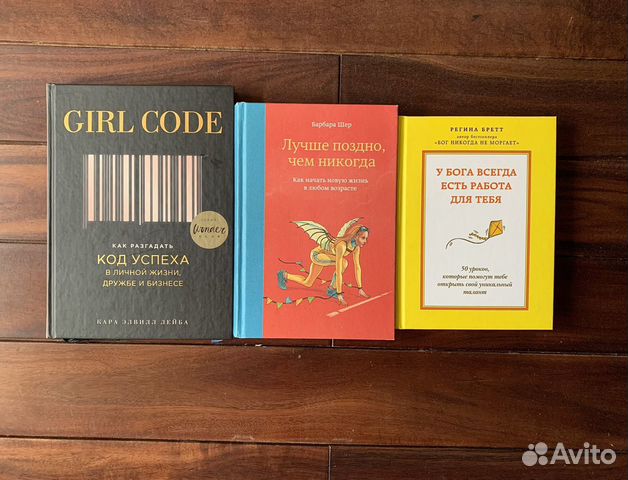 GIRL CODE
КАК РАЗГАДАТЬ
КОД УСПЕХА
В ЛИЧНОЙ ЖИЗНИ,
ДРУЖБЕ И БИЗНЕСЕ
Wonder
КАРА ЭЛВИЛЛ ЛЕЙБА
Барбара Шер
Лучше поздно,
чем никогда
Как начать новую жизнь
в любом возрасте
РЕГИНА БРЕТТ
автор бестселлера
«БОГ НИКОГДА НЕ МОРГАЕТ»
У БОГА ВСЕГДА
ЕСТЬ РАБОТА
ДЛЯ ТЕБЯ
50 уроков,
которые помогут тебе
открыть свой уникальный
талант
Avito